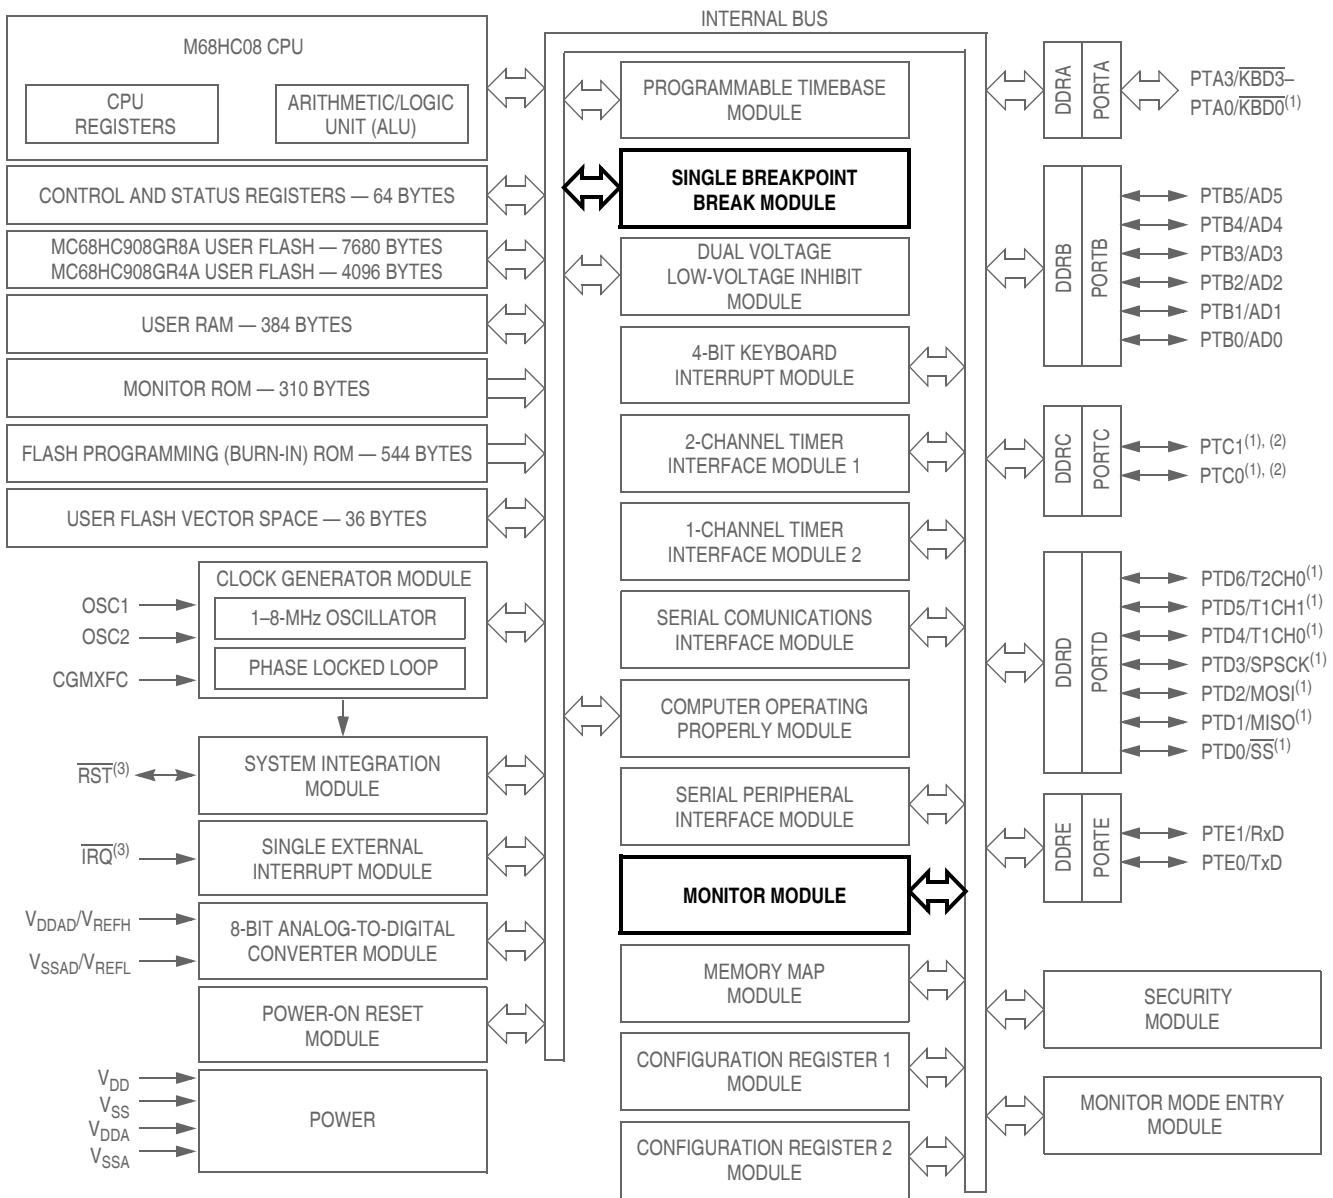 INTERNAL BUS
M68HC08 CPU
CPU
REGISTERS
ARITHMETIC/LOGIC
UNIT (ALU)
CONTROL AND STATUS REGISTERS — 64 BYTES
MC68HC908GR8A USER FLASH — 7680 BYTES
MC68HC908GR4A USER FLASH — 4096 BYTES
USER RAM — 384 BYTES
MONITOR ROM — 310 BYTES
FLASH PROGRAMMING (BURN-IN) ROM — 544 BYTES
USER FLASH VECTOR SPACE — 36 BYTES
CLOCK GENERATOR MODULE
1–8-MHz OSCILLATOR
PHASE LOCKED LOOP
OSC1
OSC2
CGMXFC
SYSTEM INTEGRATION
MODULE
RST(3)
SINGLE EXTERNAL
INTERRUPT MODULE
IRQ(3)
8-BIT ANALOG-TO-DIGITAL
CONVERTER MODULE
VDDAD/VREFH
VSSAD/VREFL
POWER-ON RESET
MODULE
POWER
VDD
VSS
VDDA
VSSA
PROGRAMMABLE TIMEBASE
MODULE
SINGLE BREAKPOINT
BREAK MODULE
DUAL VOLTAGE
LOW-VOLTAGE INHIBIT
MODULE
4-BIT KEYBOARD
INTERRUPT MODULE
2-CHANNEL TIMER
INTERFACE MODULE 1
1-CHANNEL TIMER
INTERFACE MODULE 2
SERIAL COMUNICATIONS
INTERFACE MODULE
COMPUTER OPERATING
PROPERLY MODULE
SERIAL PERIPHERAL
INTERFACE MODULE
MONITOR MODULE
MEMORY MAP
MODULE
CONFIGURATION REGISTER 1
MODULE
CONFIGURATION REGISTER 2
MODULE
DDRA
PORTA
PTA3/KBD3–
PTA0/KBD0(1)
DDRB
PORTB
PTB5/AD5
PTB4/AD4
PTB3/AD3
PTB2/AD2
PTB1/AD1
PTB0/AD0
DDRC
PORTC
PTC1(1), (2)
PTC0(1), (2)
DDRD
PORTD
PTD6/T2CH0(1)
PTD5/T1CH1(1)
PTD4/T1CH0(1)
PTD3/SPSCK(1)
PTD2/MOSI(1)
PTD1/MISO(1)
PTD0/SS(1)
DDRE
PORTE
PTE1/RxD
PTE0/TxD
SECURITY
MODULE
MONITOR MODE ENTRY
MODULE